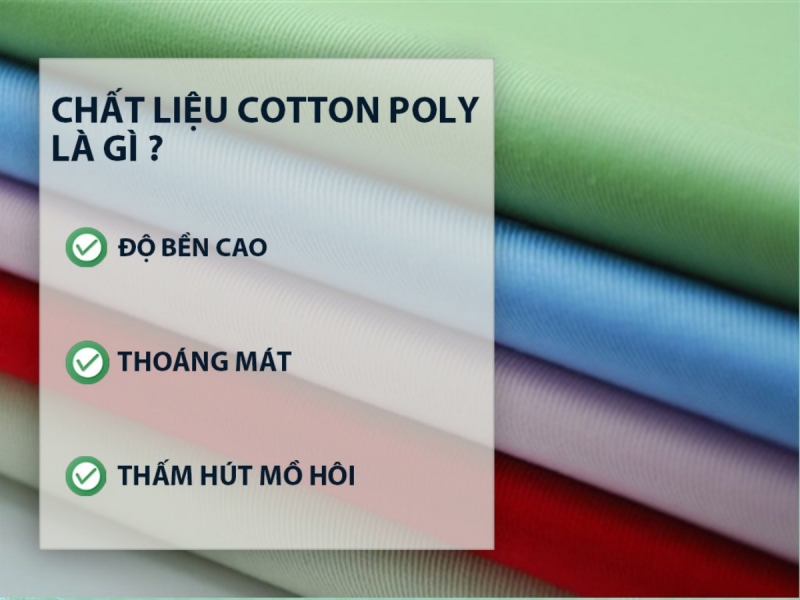 CHẤT LIỆU COTTON POLY
LÀ GÌ ?
ĐỘ BỀN CAO
THOÁNG MÁT
THẤM HÚT MỒ HÔI